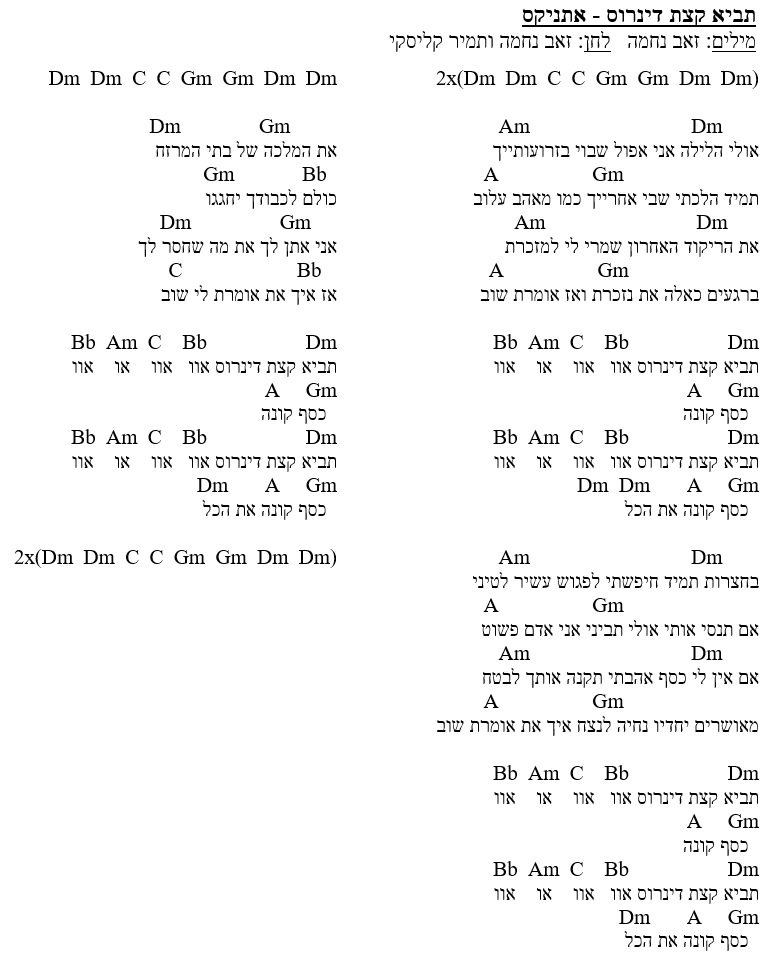 תביא קצת דינרוס - אתניקס
מילים: זאב נחמה   לחן: זאב נחמה ותמיר קליסקי
2x(Dm Dm C C Gm Gm Dm Dm)
Am Dm
אולי הלילה אני אפול שבוי בזרועותייך
A Gm
תמיד הלכתי שבי אחרייך כמו מאהב עלוב
Am Dm
את הריקוד האחרון שמרי לי למזכרת
A Gm
ברגעים כאלה את נזכרת ואז אומרת שוב
Bb Am C Bb Dm
תביא קצת דינרוס אוו אוו או אוו
A Gm
כסף קונה
Bb Am C Bb Dm
תביא קצת דינרוס אוו אוו או אוו
Dm Dm A Gm
כסף קונה את הכל
Am Dm
בחצרות תמיד חיפשתי לפגוש עשיר לטיני
A Gm
אם תנסי אותי אולי תביני אני אדם פשוט
Am Dm
אם אין לי כסף אהבתי תקנה אותך לבטח
A Gm
מאושרים יחדיו נחיה לנצח איך את אומרת שוב
Bb Am C Bb Dm
תביא קצת דינרוס אוו אוו או אוו
A Gm
כסף קונה
Bb Am C Bb Dm
תביא קצת דינרוס אוו אוו או אוו
Dm A Gm
כסף קונה את הכל
Dm Dm C C Gm Gm Dm Dm
Dm Gm
את המלכה של בתי המרזח
Gm Bb
כולם לכבודך יחגגו
Dm Gm
אני אתן לך את מה שחסר לך
C Bb
אז איך את אומרת לי שוב
Bb Am C Bb Dm
תביא קצת דינרוס אוו אוו או אוו
A Gm
כסף קונה
Bb Am C Bb Dm
תביא קצת דינרוס אוו אוו או אוו
Dm A Gm
כסף קונה את הכל
2x(Dm Dm C C Gm Gm Dm Dm)